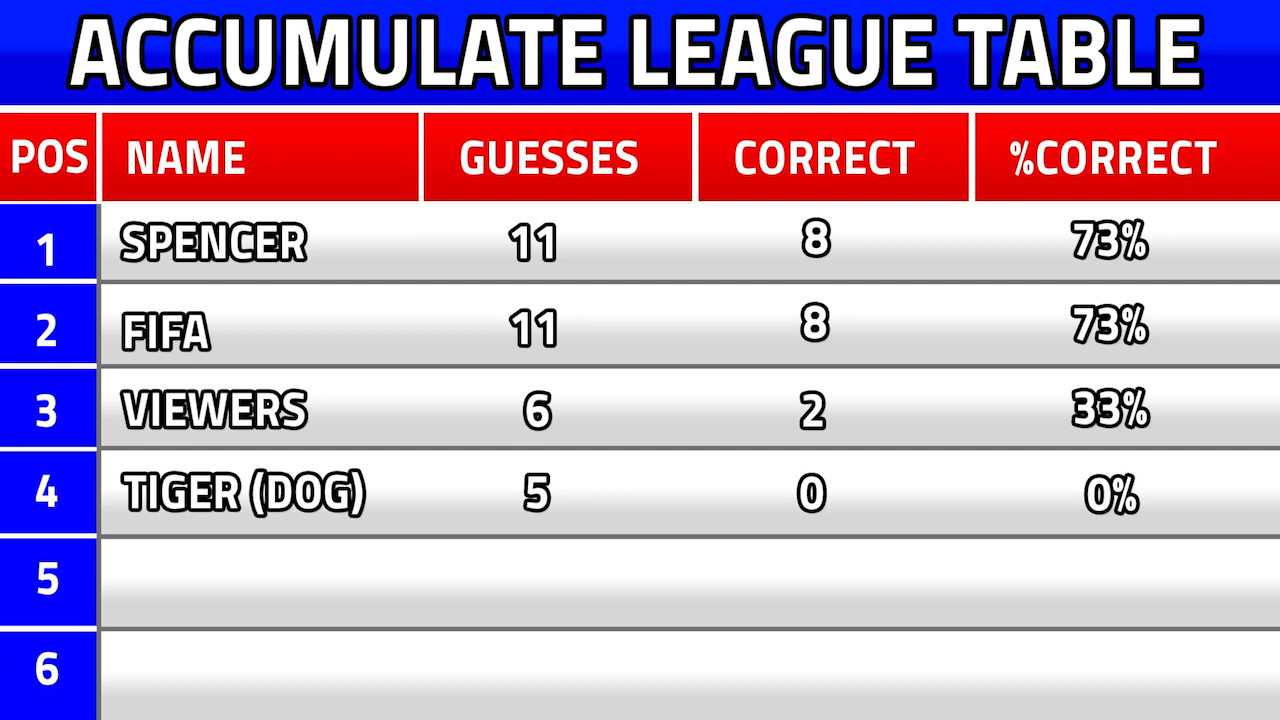 ACCUMULATE LEAGUE TABLE
POS NAME GUESSES CORRECT %CORRECT
1 SPENCER 11 8 73%
2 FIFA 11 8 73%
3 VIEWERS 6 2 33%
4 TIGER (DOG) 5 0 0%
5
6